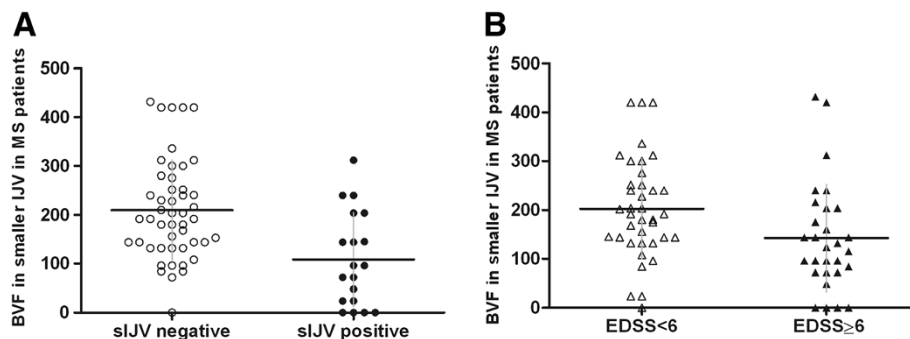 A
BVF in smaller IJV in MS patients
500
400
300
200
100
0
sIJV negative
sIJV positive
B
BVF in smaller IJV in MS patients
500
400
300
200
100
0
EDSS<6
EDSS≥6